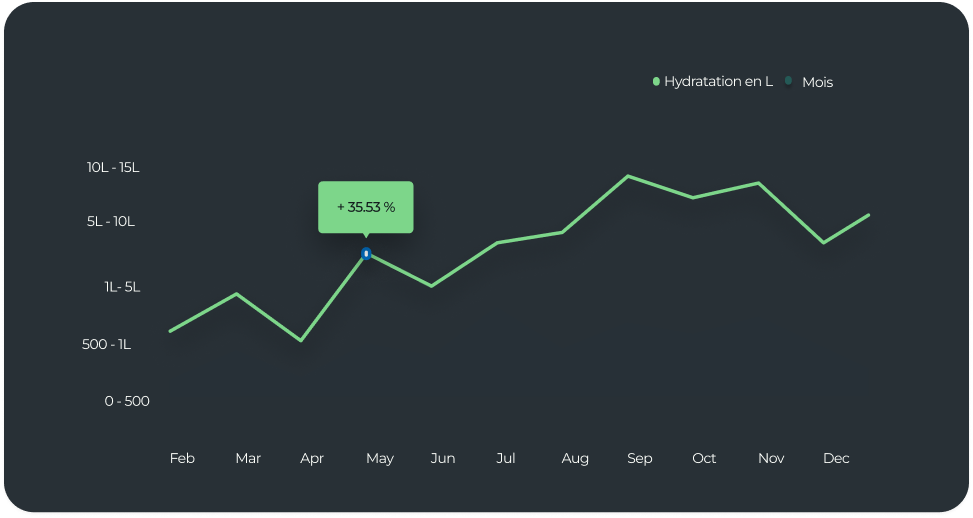 Hydratation en L
Mois
10L - 15L
+ 35.53 %
5L - 10L
1L- 5L
500 - 1L
0 - 500
Feb Mar Apr May Jun Jul Aug Sep Oct Nov Dec